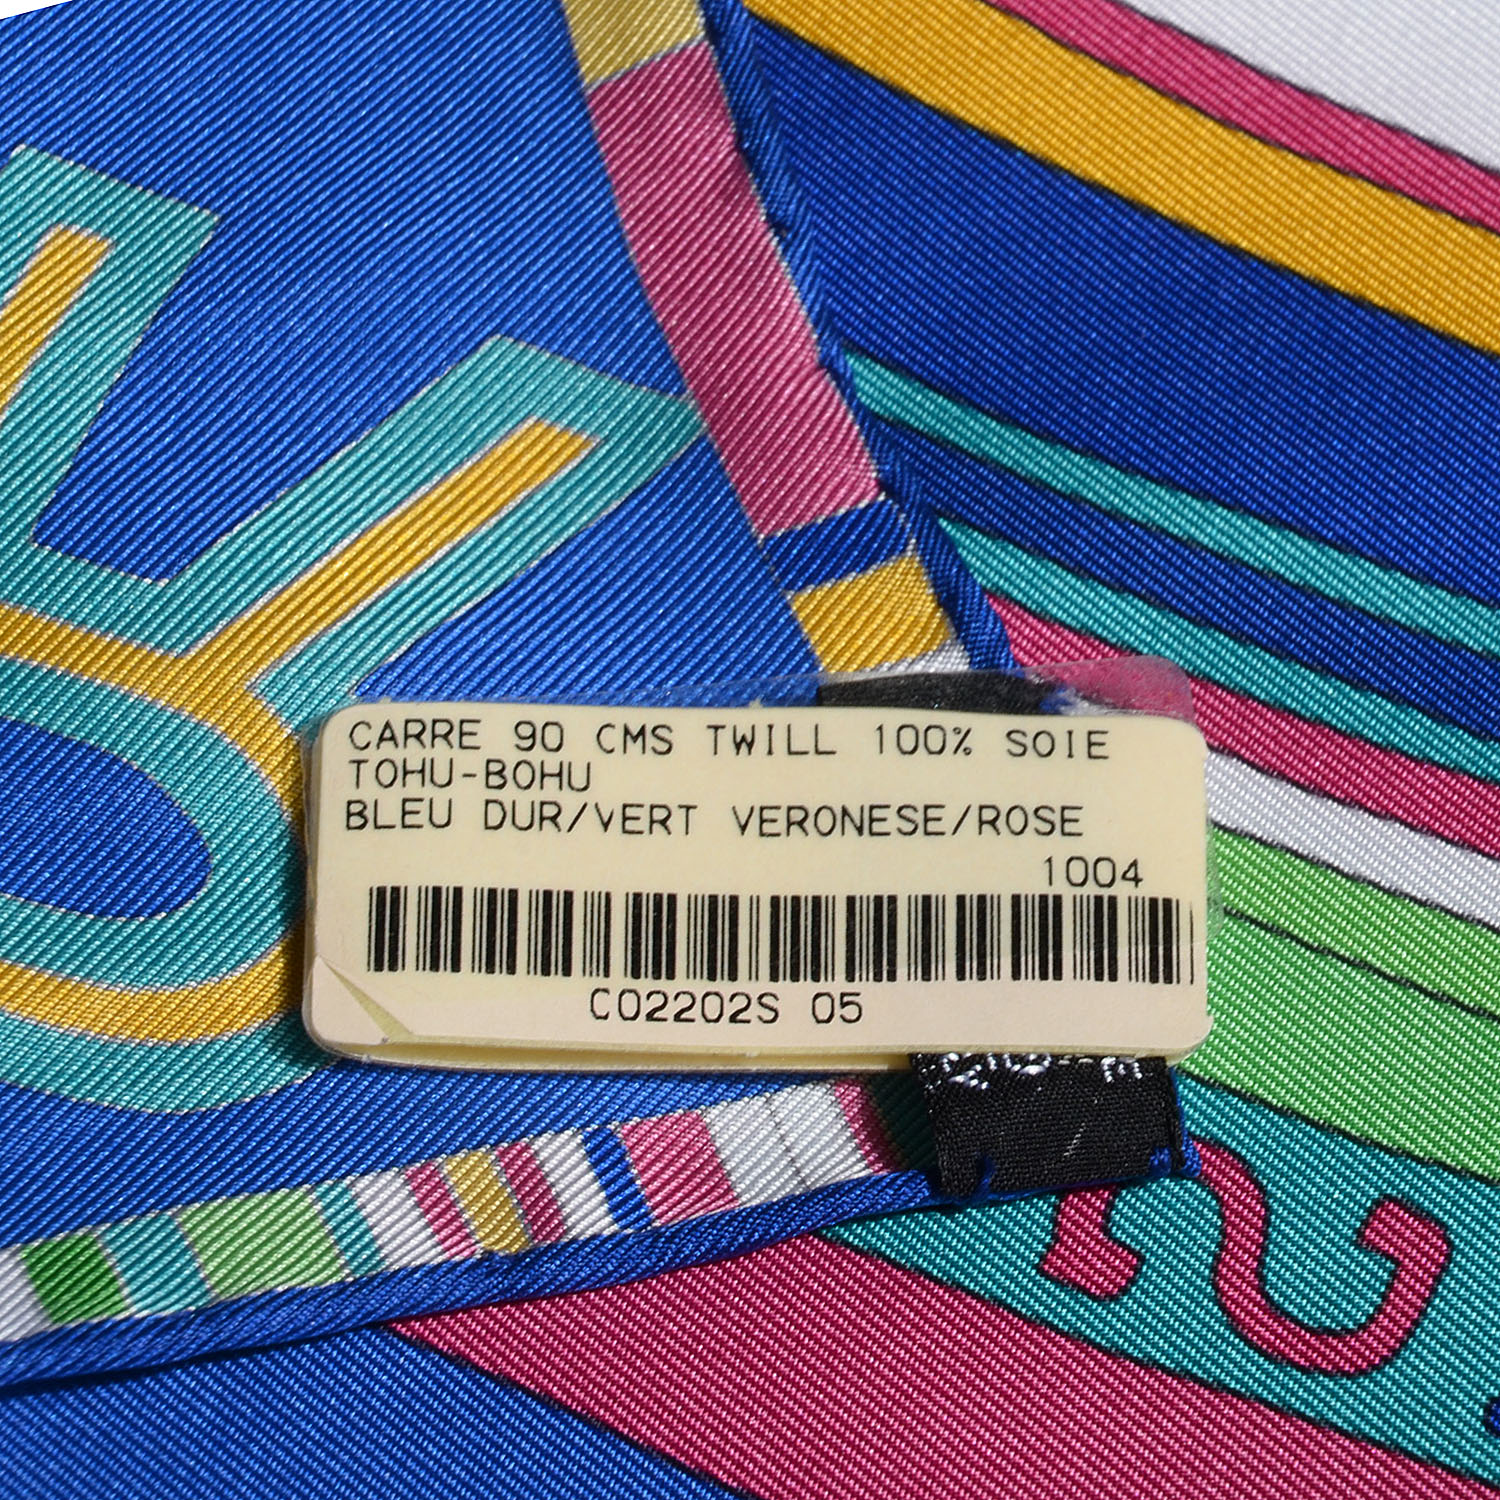 CARRE 90 CMS TWILL 100% SOIE
TOHU-BOHU
BLEU DUR/VERT VERONESE/ROSE
1004
C02202S 05